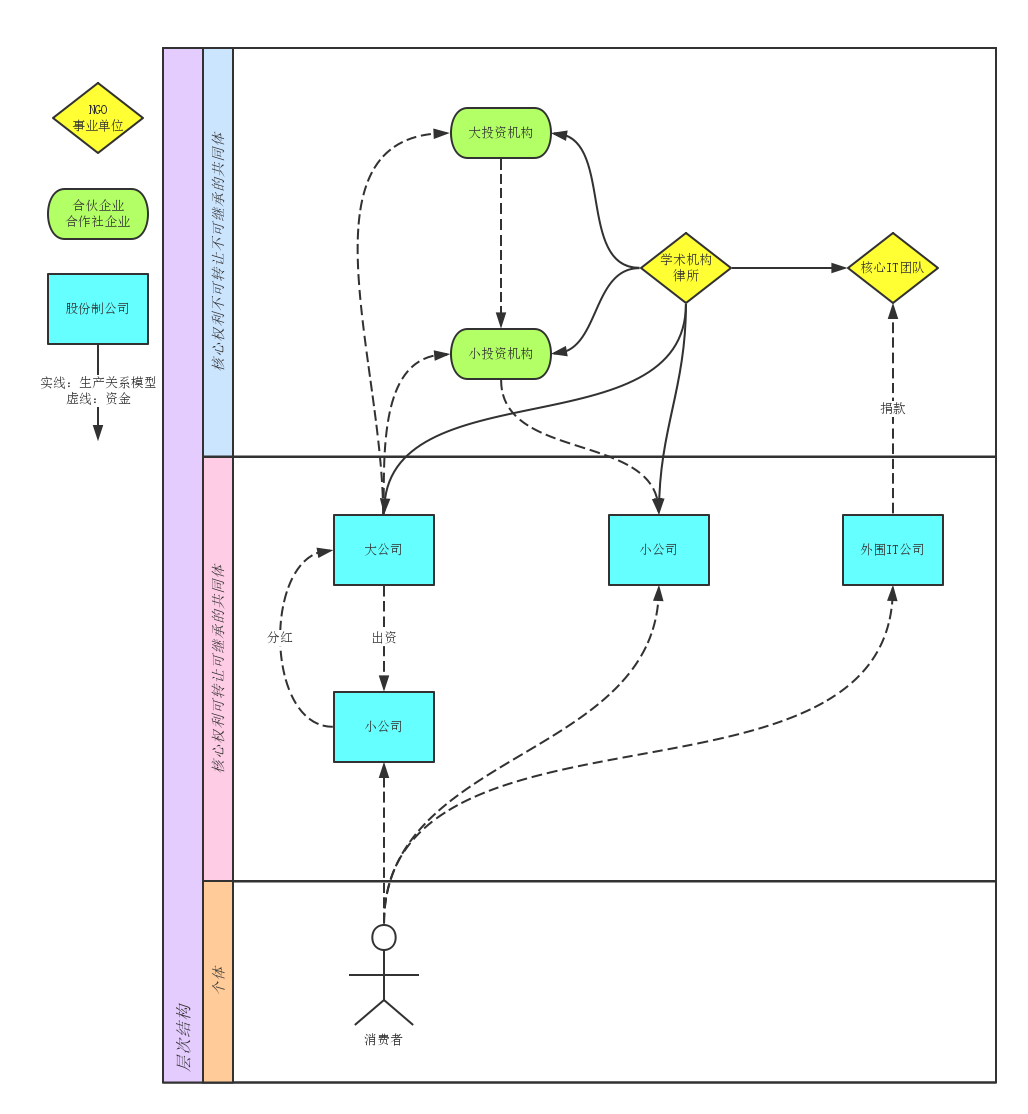 NGO
事业单位
合伙企业
合作社企业
股份制公司
实线：生产关系模型
虚线：资金
层次结构
核心权利不可转让不可继承的共同体
大投资机构
学术机构
律所
核心IT团队
小投资机构
捐款
核心权利可转让可继承的共同体
大公司
小公司
外围IT公司
分红
出资
小公司
个体
消费者